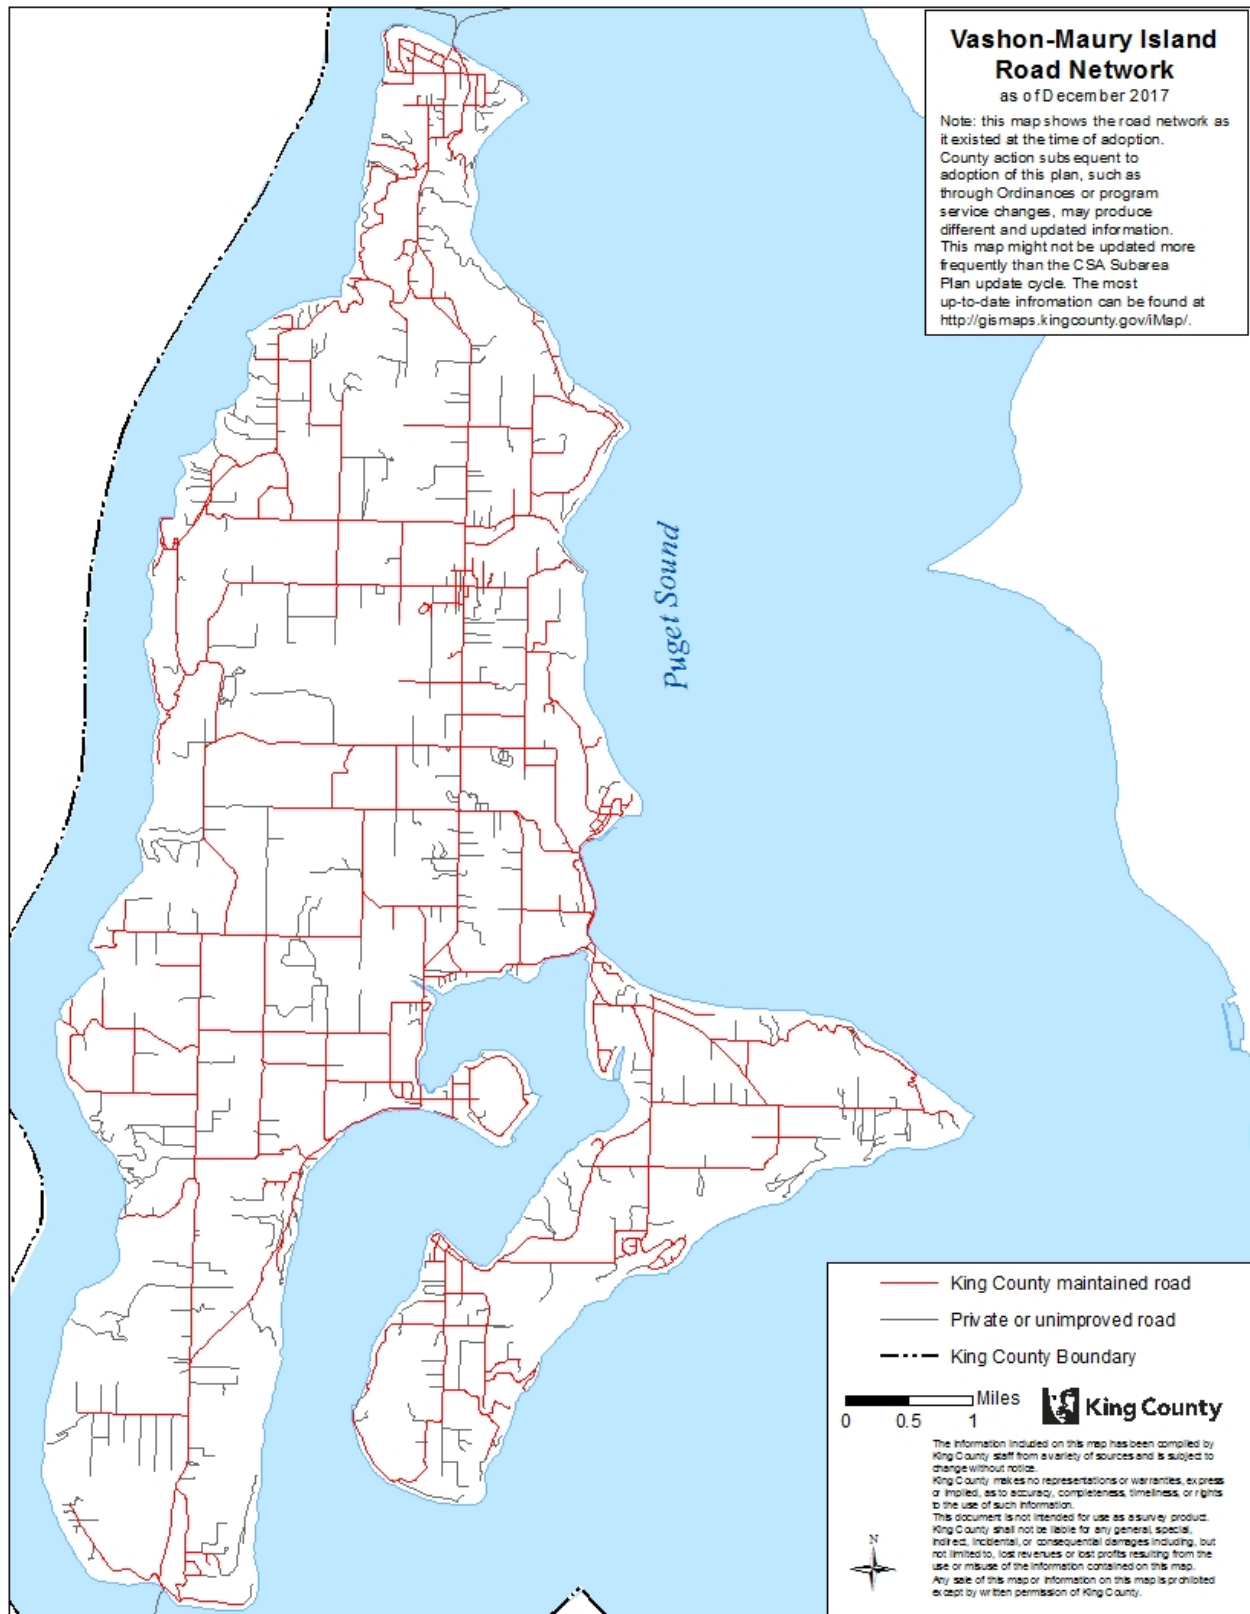 Vashon-Maury Island
Road Network
as of December 2017
Note: this map shows the road network as
it existed at the time of adoption.
County action subsequent to
adoption of this plan, such as
through Ordinances or program
service changes, may produce
different and updated information.
This map might not be updated more
frequently than the CSA Subarea
Plan update cycle. The most
up-to-date infromation can be found at
http://gismaps.kingcounty.gov/iMap/.
Puget Sound
King County maintained road
Private or unimproved road
King County Boundary
Miles
0 0.5 1
King County
The information included on this map has been compiled by
King County staff from a variety of sources and is subject to
change without notice.
King County makes no representations or warranties, express
or implied, as to accuracy, completeness, timeliness, or rights
to the use of such information.
This document is not intended for use as a survey product.
King County shall not be liable for any general, special,
indirect, incidental, or consequential damages including, but
not limited to, lost revenues or lost profits resulting from the
use or misuse of the information contained on this map.
Any sale of this map or information on this map is prohibited
except by written permission of King County.
N